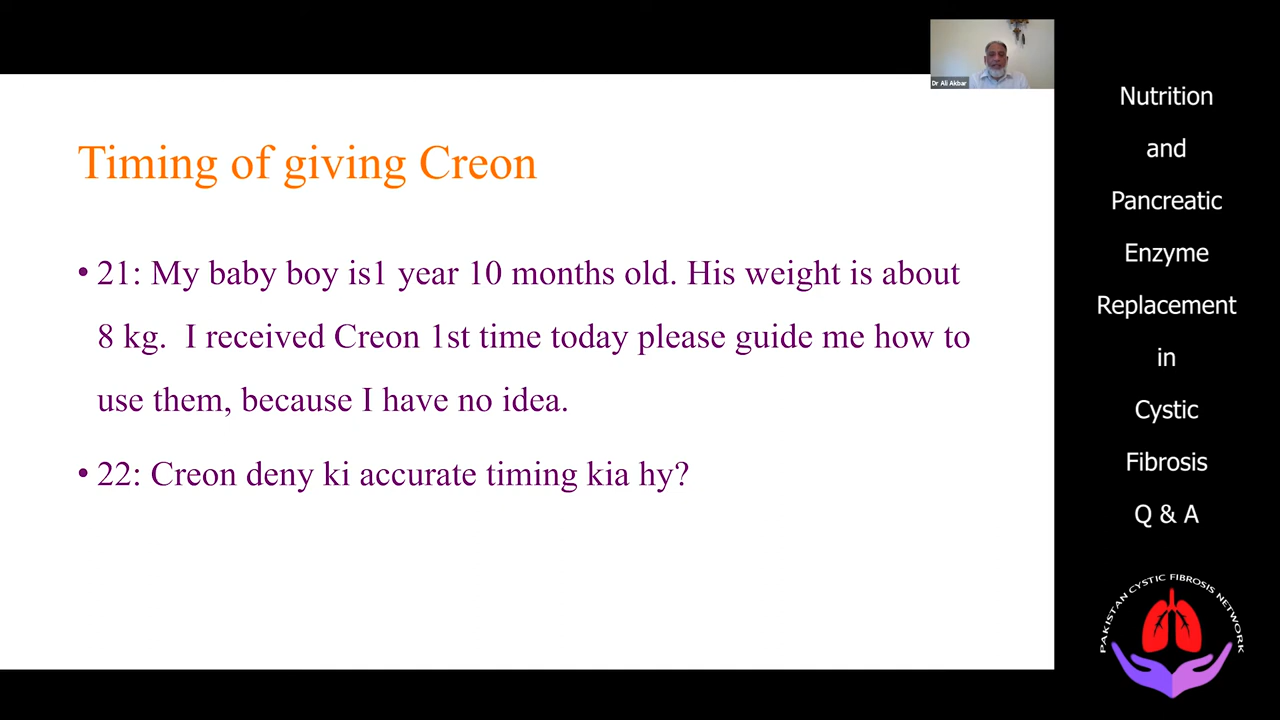 Dr Ali Akbar
Timing of giving Creon
• 21: My baby boy is1 year 10 months old. His weight is about
8 kg.  I received Creon 1st time today please guide me how to
use them, because I have no idea.
• 22: Creon deny ki accurate timing kia hy?
Nutrition
and
Pancreatic
Enzyme
Replacement
in
Cystic
Fibrosis
Q & A
PAKISTAN CYSTIC FIBROSIS NETWORK